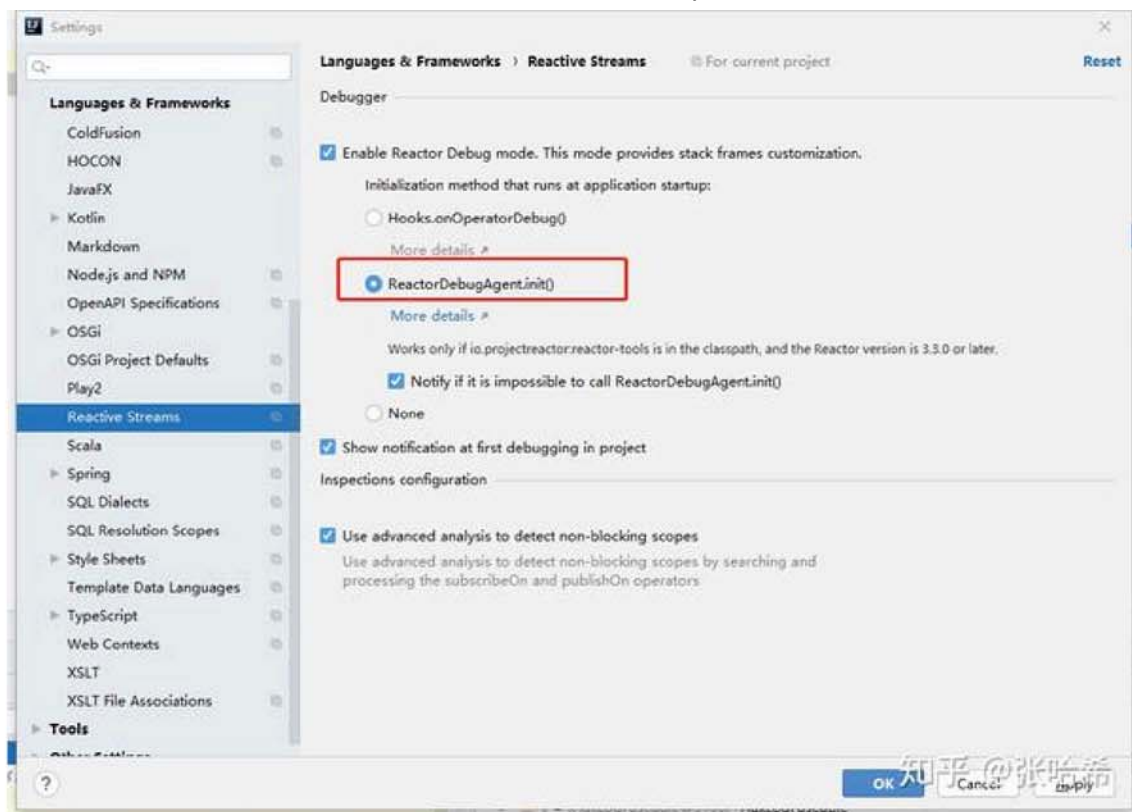 Settings
Languages & Frameworks
ColdFusion
HOCON
JavaFX
Kotlin
Markdown
Node.js and NPM
OpenAPI Specifications
OSGi
OSGi Project Defaults
Play2
Reactive Streams
Scala
Spring
SQL Dialects
SQL Resolution Scopes
Style Sheets
Template Data Languages
TypeScript
Web Contexts
XSLT
XSLT File Associations
Tools
Other Settings
Languages & Frameworks › Reactive Streams For current project Reset
Debugger
Enable Reactor Debug mode. This mode provides stack frames customization.
Initialization method that runs at application startup:
Hooks.onOperatorDebug()
More details ↗
ReactorDebugAgent.init()
More details ↗
Works only if io.projectreactor:reactor-tools is in the classpath, and the Reactor version is 3.3.0 or later.
Notify if it is impossible to call ReactorDebugAgent.init()
None
Show notification at first debugging in project
Inspections configuration
Use advanced analysis to detect non-blocking scopes
Use advanced analysis to detect non-blocking scopes by searching and
processing the subscribeOn and publishOn operators
?
OK Cancel Apply
知乎 @张哈希